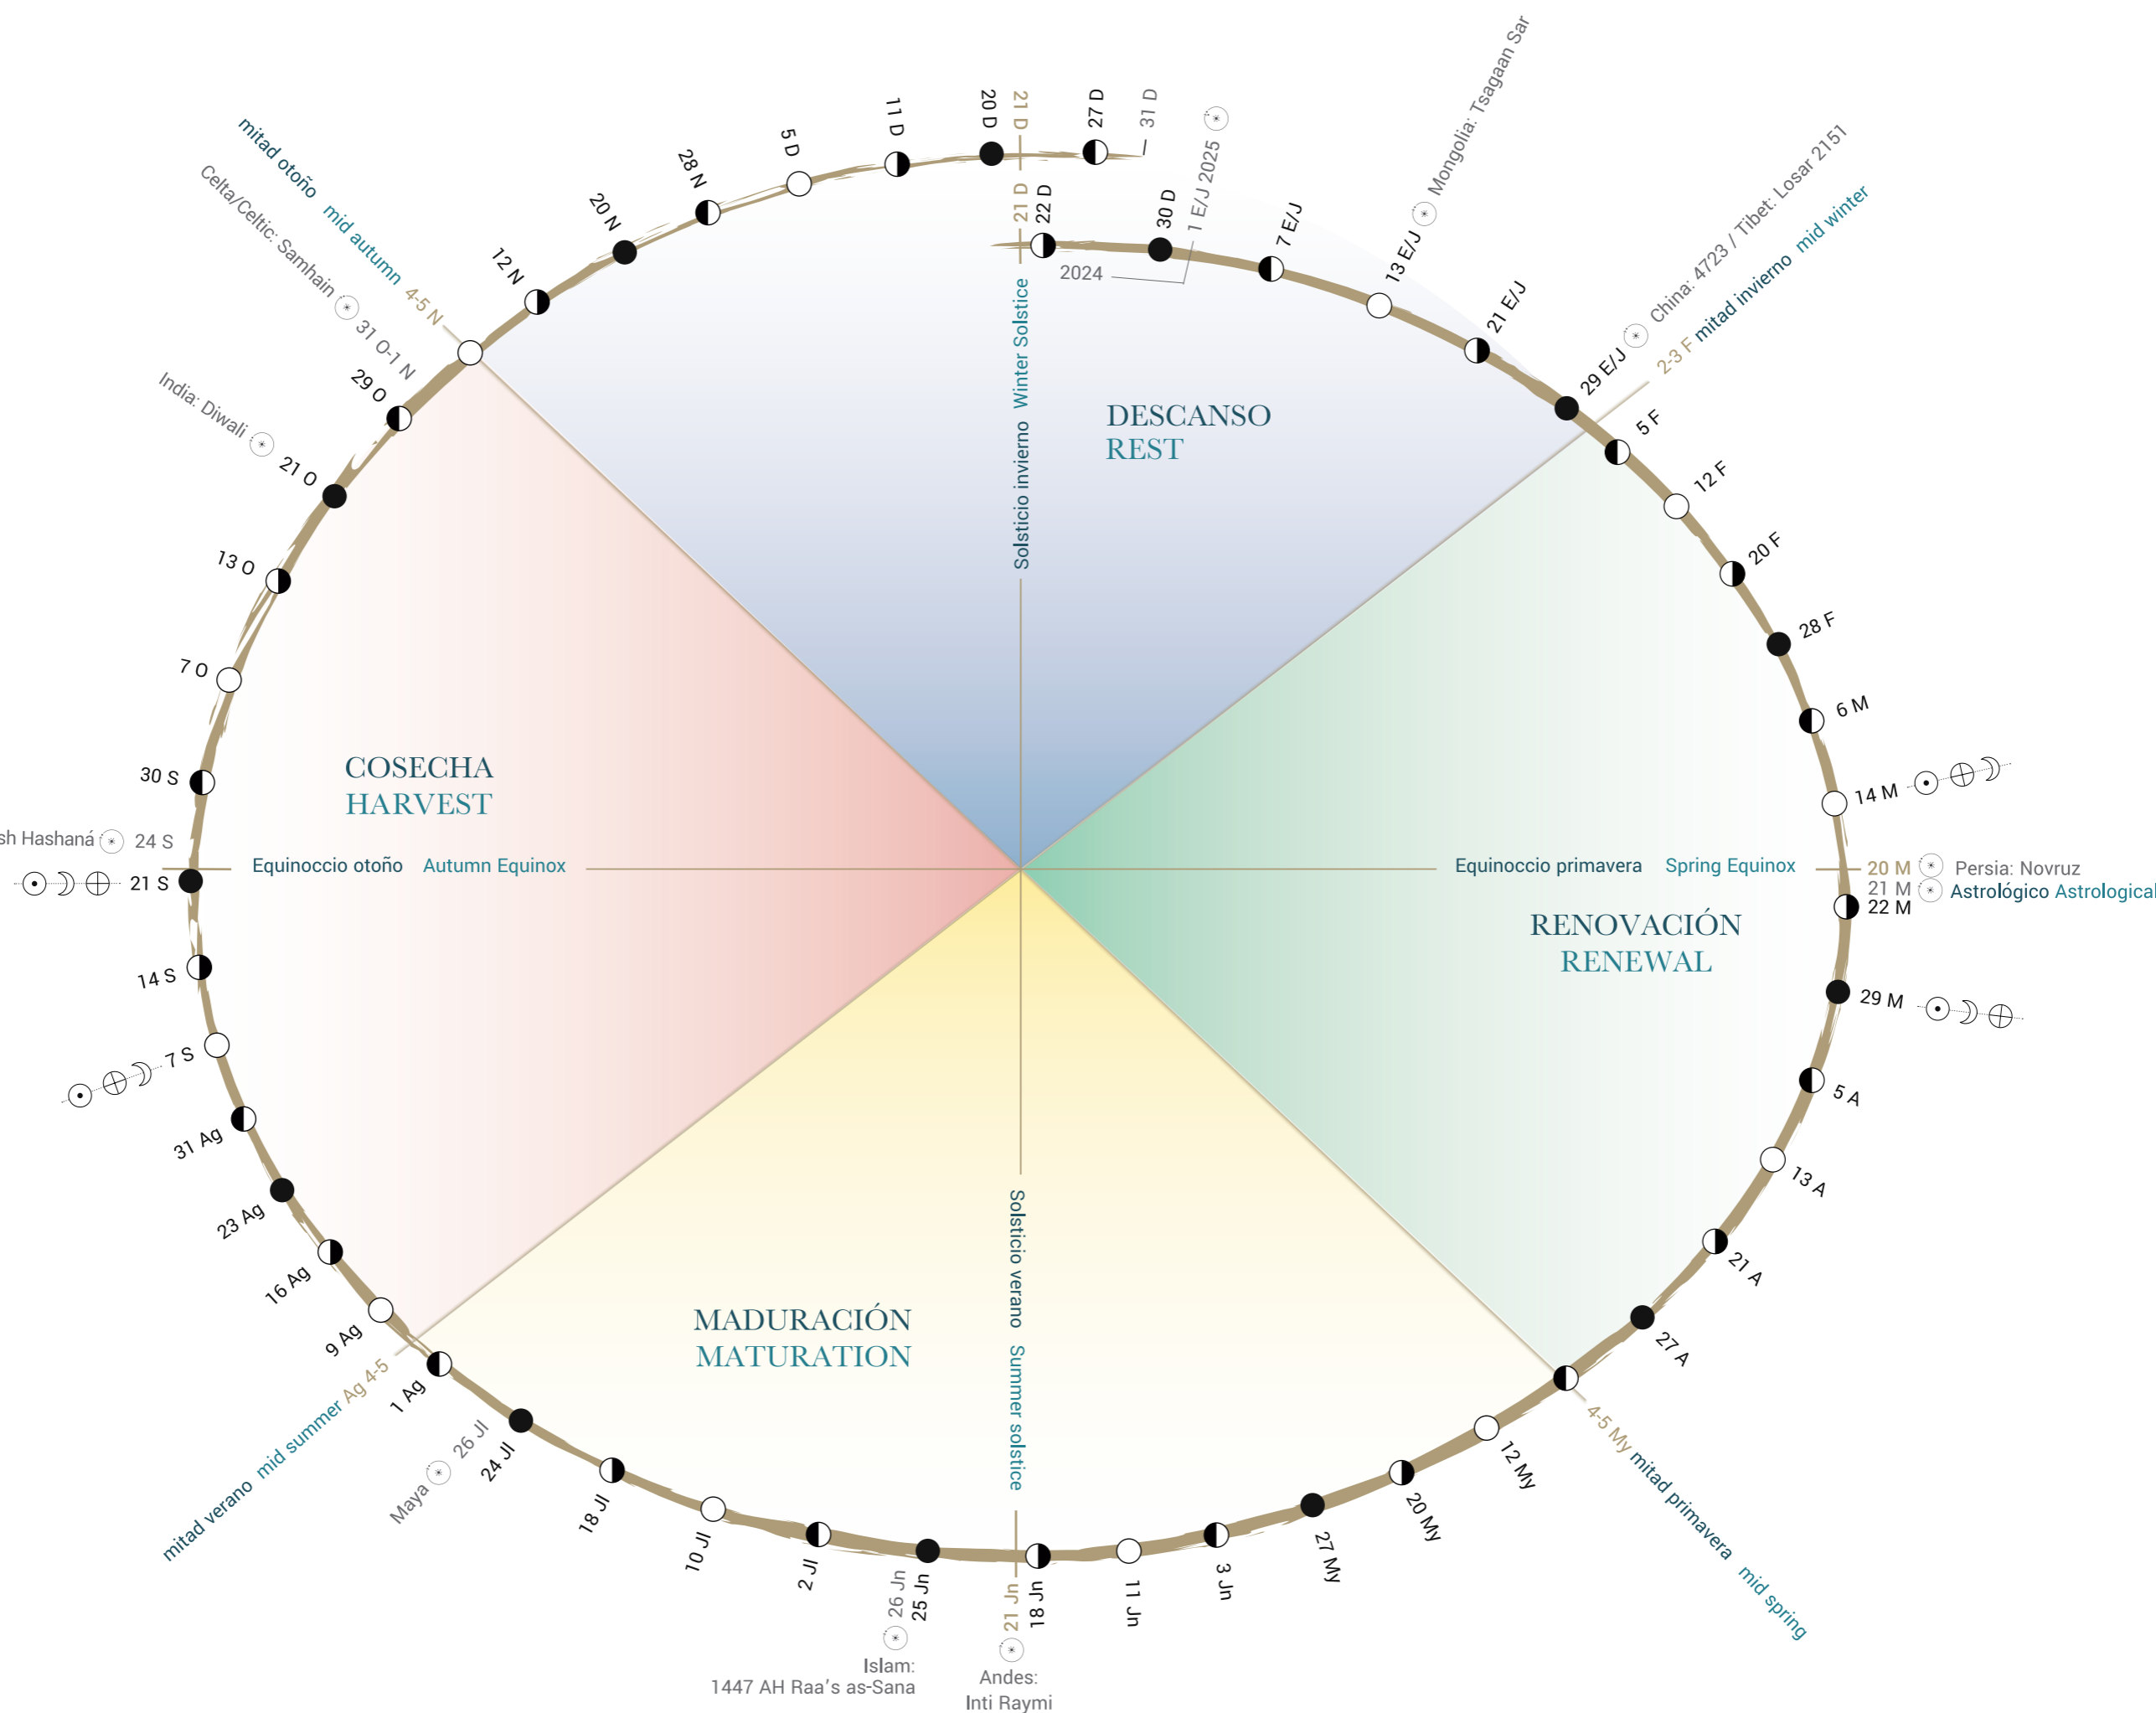 11 D
20 D
21 D
27 D
31 D
5 D
28 N
20 N
12 N
mitad otoño mid autumn 4-5 N
Celta/Celtic: Samhain 31 O-1 N
29 O
India: Diwali 21 O
13 O
7 O
30 S
sh Hashaná 24 S
21 S
14 S
7 S
31 Ag
23 Ag
16 Ag
9 Ag
mitad verano mid summer Ag 4-5
1 Ag
Maya 26 Jl
24 Jl
18 Jl
10 Jl
2 Jl
26 Jn
25 Jn
Islam:
1447 AH Raa's as-Sana
21 Jn
Andes:
Inti Raymi
18 Jn
11 Jn
3 Jn
27 My
20 My
12 My
4-5 My mitad primavera mid spring
27 A
21 A
13 A
5 A
29 M
22 M
21 M Astrológico Astrological
20 M Persia: Novruz
14 M
6 M
28 F
20 F
12 F
5 F
2-3 F mitad invierno mid winter
29 E/J China: 4723 / Tibet: Losar 2151
21 E/J
13 E/J Mongolia: Tsagaan Sar
7 E/J
1 E/J 2025
2024
30 D
22 D
21 D
Solsticio invierno Winter Solstice
DESCANSO
REST
COSECHA
HARVEST
Equinoccio otoño Autumn Equinox
Equinoccio primavera Spring Equinox
RENOVACIÓN
RENEWAL
MADURACIÓN
MATURATION
Solsticio verano Summer solstice